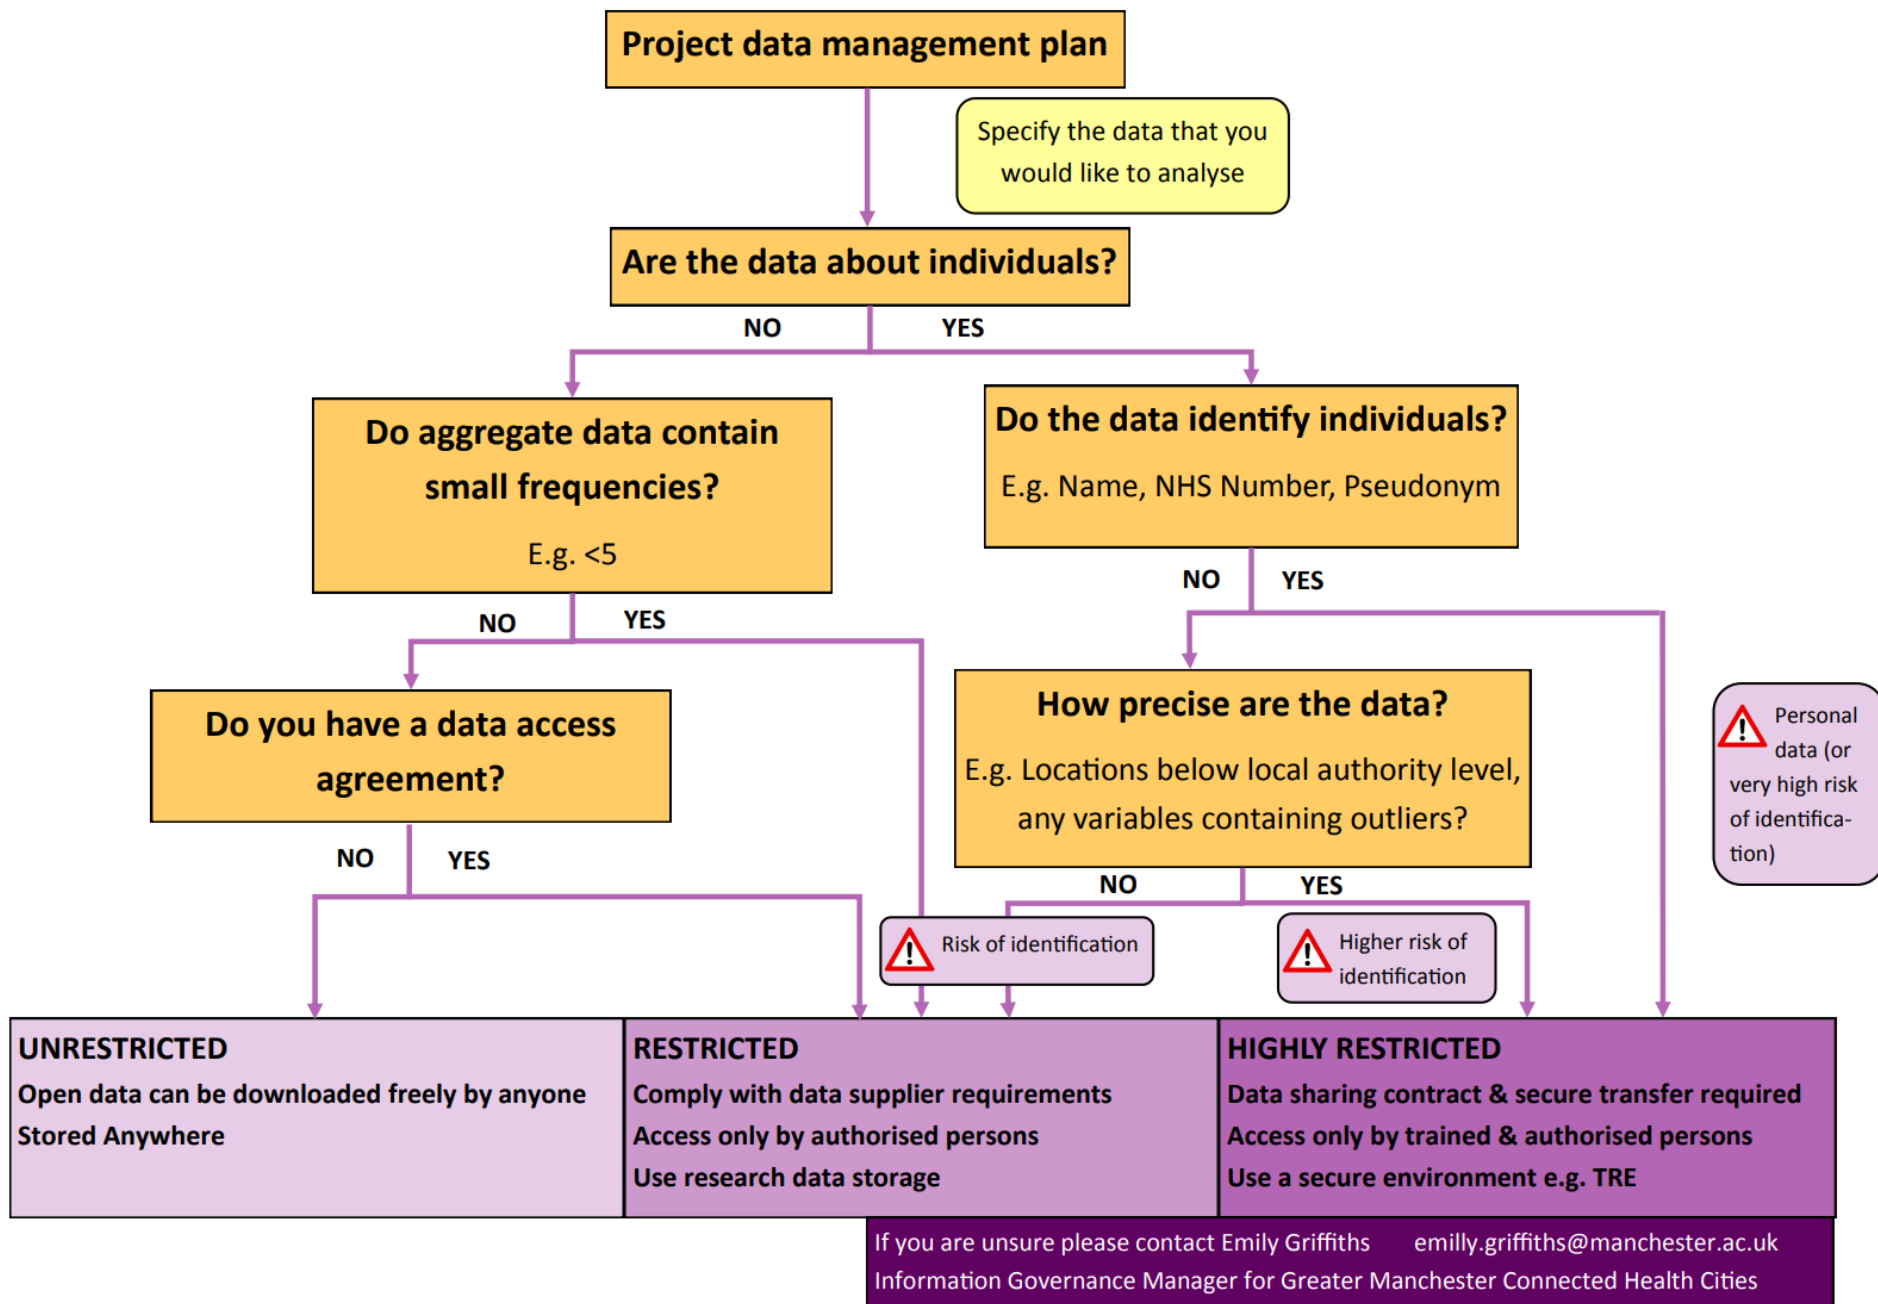 Project data management plan
Specify the data that you
would like to analyse
Are the data about individuals?
NO
YES
Do aggregate data contain
small frequencies?
E.g. <5
Do the data identify individuals?
E.g. Name, NHS Number, Pseudonym
NO
YES
NO
YES
Do you have a data access
agreement?
How precise are the data?
E.g. Locations below local authority level,
any variables containing outliers?
Personal
data (or
very high risk
of identifica-
tion)
NO
YES
NO
YES
Risk of identification
Higher risk of
identification
UNRESTRICTED
Open data can be downloaded freely by anyone
Stored Anywhere
RESTRICTED
Comply with data supplier requirements
Access only by authorised persons
Use research data storage
HIGHLY RESTRICTED
Data sharing contract & secure transfer required
Access only by trained & authorised persons
Use a secure environment e.g. TRE
If you are unsure please contact Emily Griffiths emilly.griffiths@manchester.ac.uk
Information Governance Manager for Greater Manchester Connected Health Cities